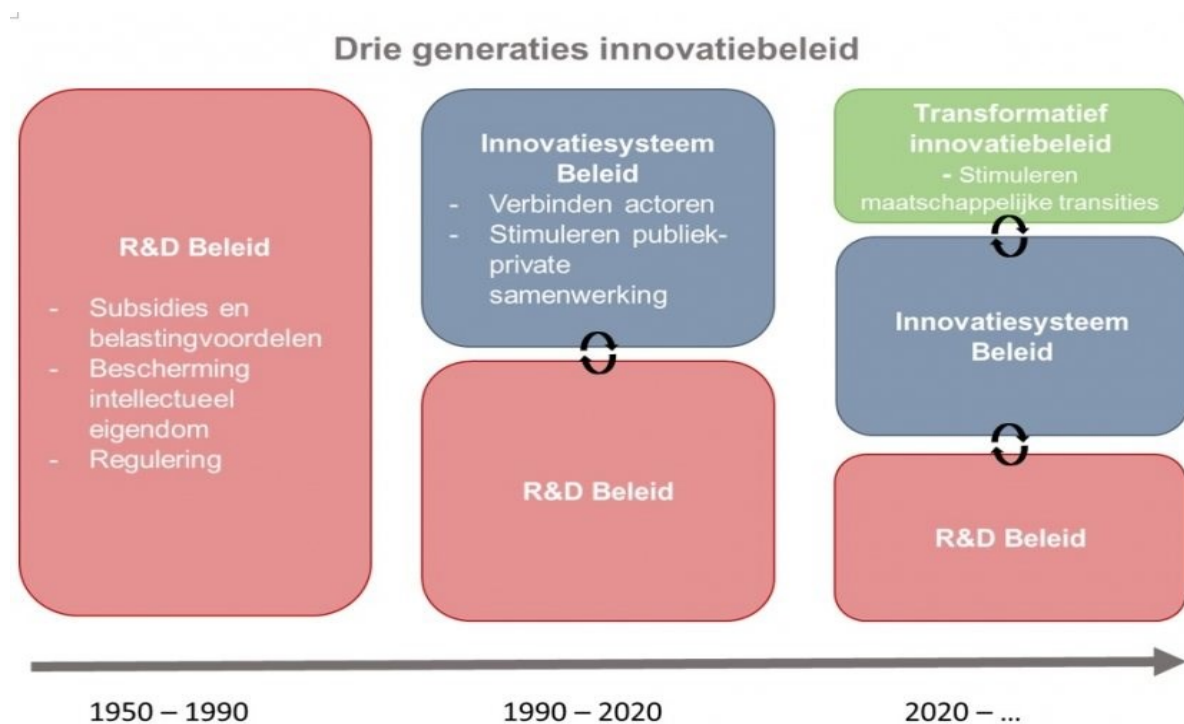 Drie generaties innovatiebeleid
R&D Beleid
- Subsidies en
belastingvoordelen
- Bescherming
intellectueel
eigendom
- Regulering
Innovatiesysteem
Beleid
- Verbinden actoren
- Stimuleren publiek-
private
samenwerking
R&D Beleid
Transformatief
innovatiebeleid
- Stimuleren
maatschappelijke transities
Innovatiesysteem
Beleid
R&D Beleid
1950 – 1990
1990 – 2020
2020 – ...